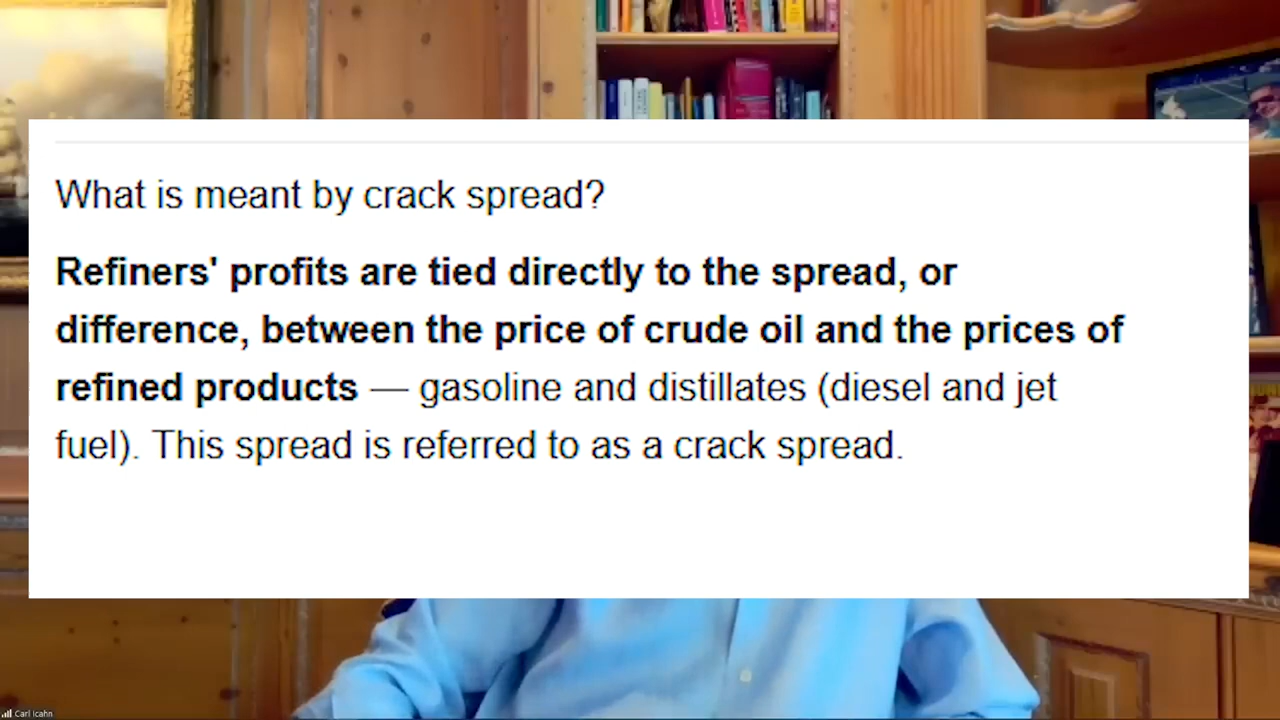 What is meant by crack spread?
Refiners' profits are tied directly to the spread, or
difference, between the price of crude oil and the prices of
refined products — gasoline and distillates (diesel and jet
fuel). This spread is referred to as a crack spread.
Carl Icahn